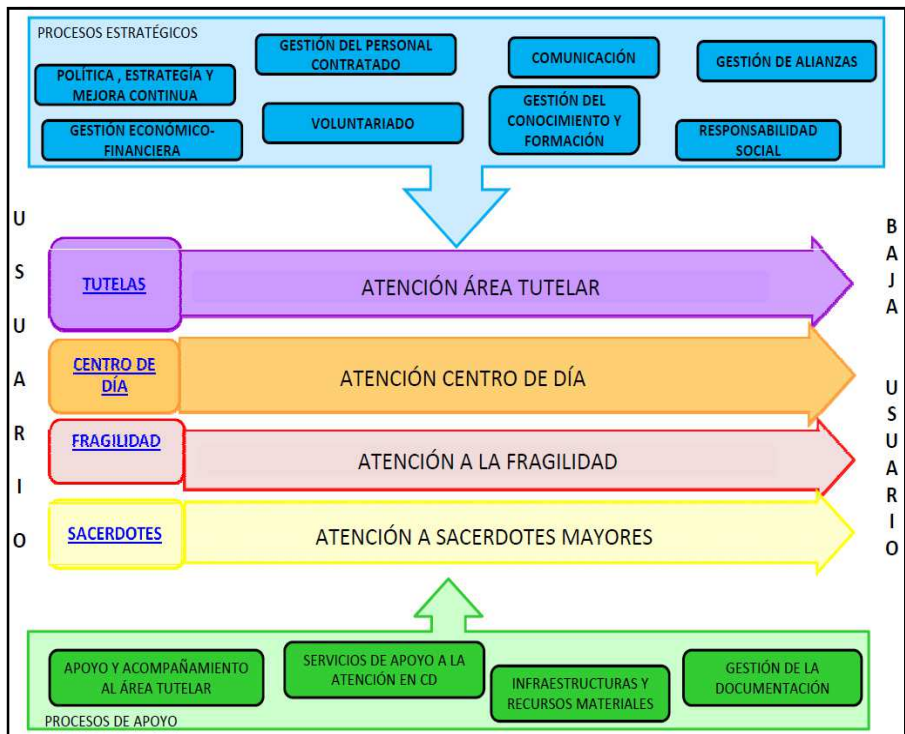 PROCESOS ESTRATÉGICOS
GESTIÓN DEL PERSONAL
CONTRATADO
COMUNICACIÓN
GESTIÓN DE ALIANZAS
POLÍTICA , ESTRATEGÍA Y
MEJORA CONTINUA
GESTIÓN ECONÓMICO-
FINANCIERA
VOLUNTARIADO
GESTIÓN DEL
CONOCIMIENTO Y
FORMACIÓN
RESPONSABILIDAD
SOCIAL
USUARIO
TUTELAS
ATENCIÓN ÁREA TUTELAR
CENTRO DE
DÍA
ATENCIÓN CENTRO DE DÍA
FRAGILIDAD
ATENCIÓN A LA FRAGILIDAD
SACERDOTES
ATENCIÓN A SACERDOTES MAYORES
BAJA USUARIO
APOYO Y ACOMPAÑAMIENTO
AL ÁREA TUTELAR
SERVICIOS DE APOYO A LA
ATENCIÓN EN CD
INFRAESTRUCTURAS Y
RECURSOS MATERIALES
GESTIÓN DE LA
DOCUMENTACIÓN
PROCESOS DE APOYO